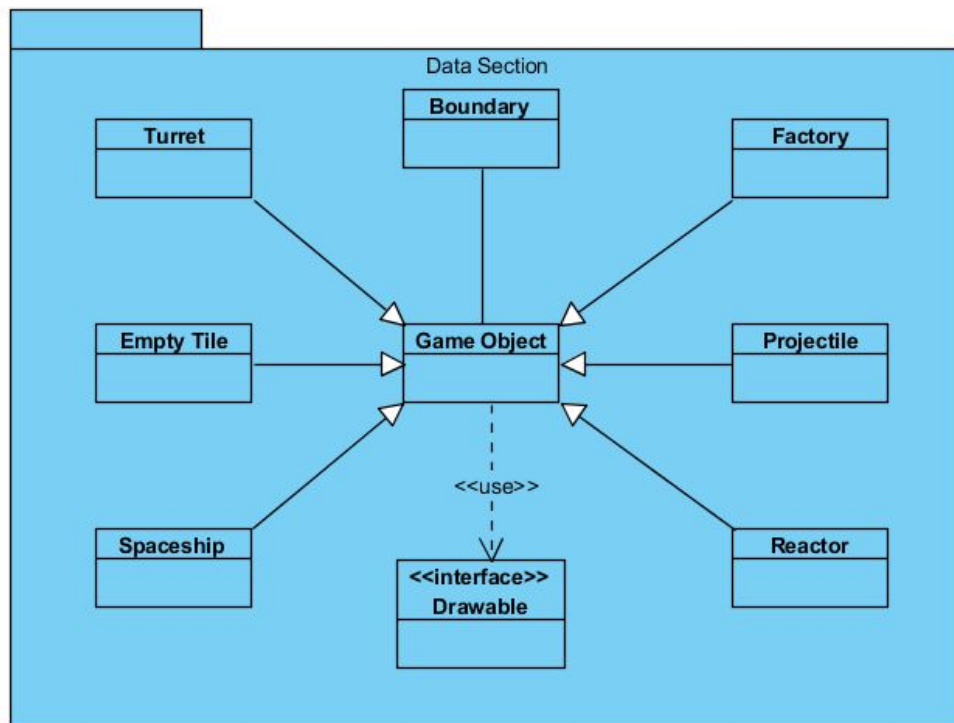 Data Section
Boundary
Turret
Factory
Empty Tile
Game Object
Projectile
<<use>>
Spaceship
Reactor
<<interface>>
Drawable